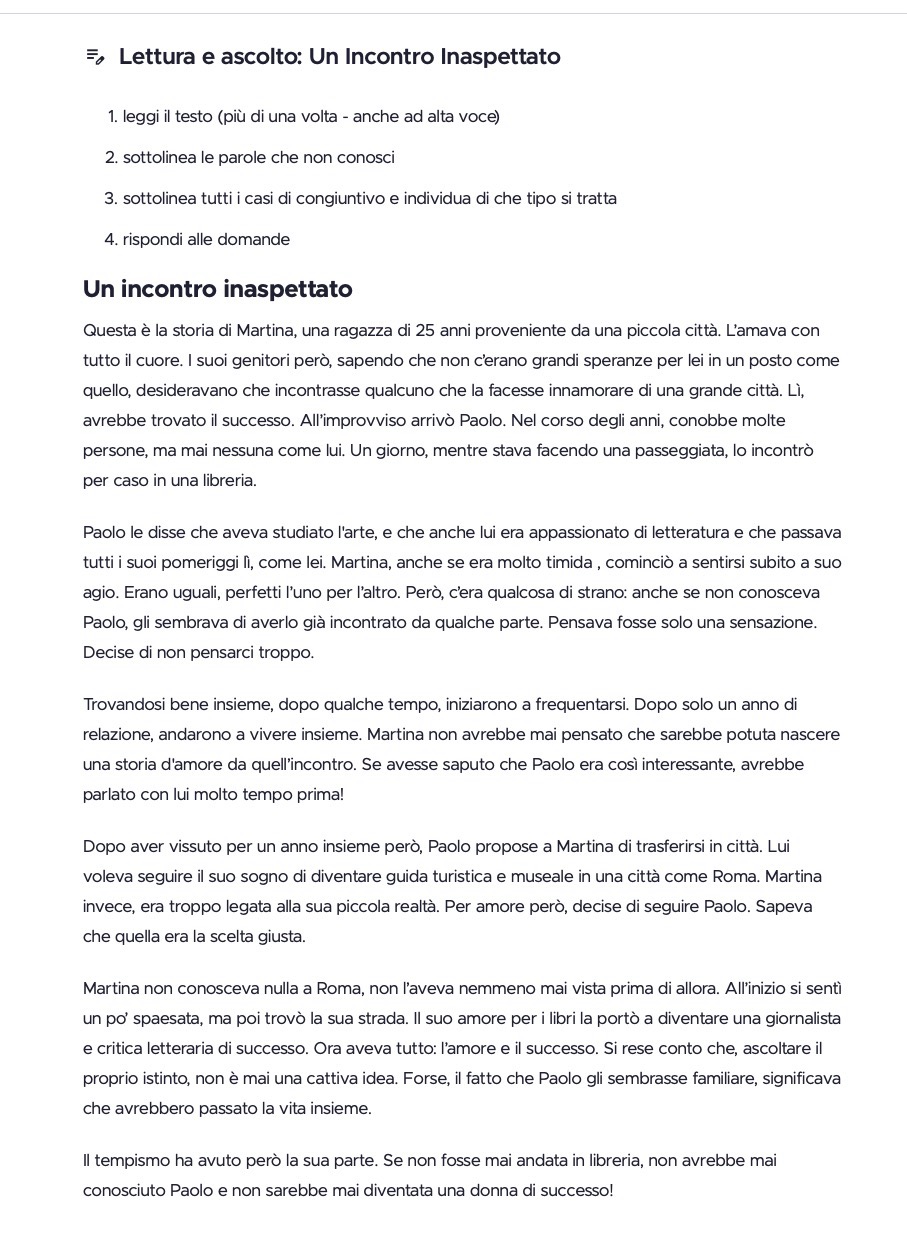 Lettura e ascolto: Un Incontro Inaspettato
1. leggi il testo (più di una volta - anche ad alta voce)
2. sottolinea le parole che non conosci
3. sottolinea tutti i casi di congiuntivo e individua di che tipo si tratta
4. rispondi alle domande
Un incontro inaspettato
Questa è la storia di Martina, una ragazza di 25 anni proveniente da una piccola città. L’amava con
tutto il cuore. I suoi genitori però, sapendo che non c’erano grandi speranze per lei in un posto come
quello, desideravano che incontrasse qualcuno che la facesse innamorare di una grande città. Lì,
avrebbe trovato il successo. All’improvviso arrivò Paolo. Nel corso degli anni, conobbe molte
persone, ma mai nessuna come lui. Un giorno, mentre stava facendo una passeggiata, lo incontrò
per caso in una libreria.
Paolo le disse che aveva studiato l'arte, e che anche lui era appassionato di letteratura e che passava
tutti i suoi pomeriggi lì, come lei. Martina, anche se era molto timida , cominciò a sentirsi subito a suo
agio. Erano uguali, perfetti l’uno per l’altro. Però, c’era qualcosa di strano: anche se non conosceva
Paolo, gli sembrava di averlo già incontrato da qualche parte. Pensava fosse solo una sensazione.
Decise di non pensarci troppo.
Trovandosi bene insieme, dopo qualche tempo, iniziarono a frequentarsi. Dopo solo un anno di
relazione, andarono a vivere insieme. Martina non avrebbe mai pensato che sarebbe potuta nascere
una storia d'amore da quell’incontro. Se avesse saputo che Paolo era così interessante, avrebbe
parlato con lui molto tempo prima!
Dopo aver vissuto per un anno insieme però, Paolo propose a Martina di trasferirsi in città. Lui
voleva seguire il suo sogno di diventare guida turistica e museale in una città come Roma. Martina
invece, era troppo legata alla sua piccola realtà. Per amore però, decise di seguire Paolo. Sapeva
che quella era la scelta giusta.
Martina non conosceva nulla a Roma, non l’aveva nemmeno mai vista prima di allora. All’inizio si sentì
un po’ spaesata, ma poi trovò la sua strada. Il suo amore per i libri la portò a diventare una giornalista
e critica letteraria di successo. Ora aveva tutto: l’amore e il successo. Si rese conto che, ascoltare il
proprio istinto, non è mai una cattiva idea. Forse, il fatto che Paolo gli sembrasse familiare, significava
che avrebbero passato la vita insieme.
Il tempismo ha avuto però la sua parte. Se non fosse mai andata in libreria, non avrebbe mai
conosciuto Paolo e non sarebbe mai diventata una donna di successo!